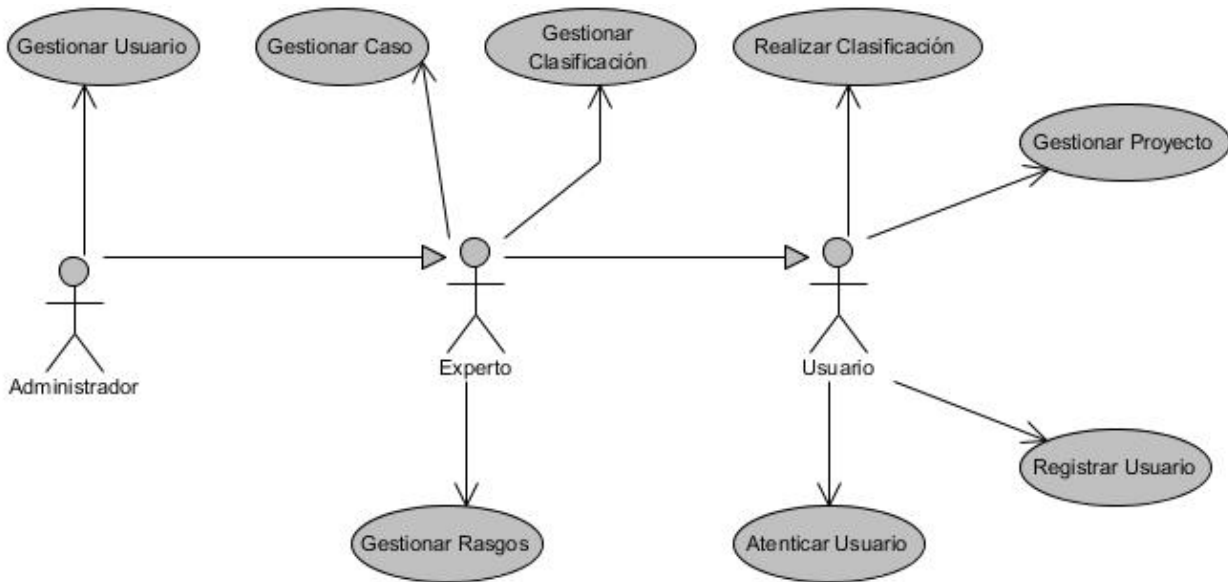 Gestionar Usuario
Gestionar Caso
Gestionar
Clasificación
Realizar Clasificación
Gestionar Proyecto
Administrador
Experto
Usuario
Registrar Usuario
Gestionar Rasgos
Atenticar Usuario